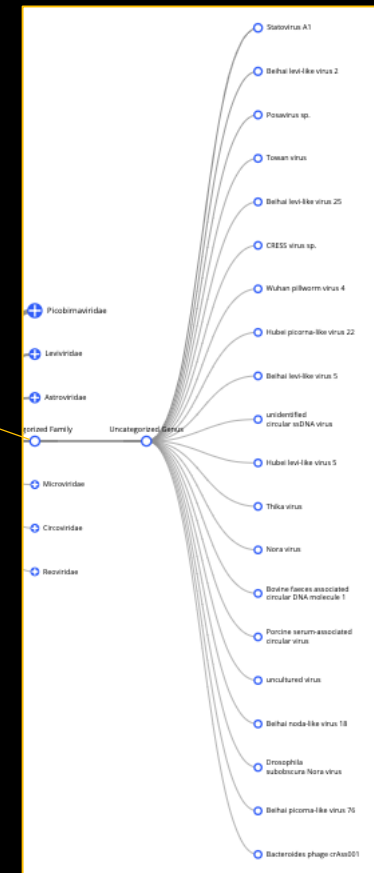 Picobirnaviridae
Leviviridae
Astroviridae
gorized Family
Microviridae
Circoviridae
Reoviridae
Uncategorized Genus
Statovirus A1
Beihai levi-like virus 2
Posavirus sp.
Towan virus
Beihai levi-like virus 25
CRESS virus sp.
Wuhan pillworm virus 4
Hubei picorna-like virus 22
Beihai levi-like virus 5
unidentified
circular ssDNA virus
Hubei levi-like virus 5
Thika virus
Nora virus
Bovine faeces associated
circular DNA molecule 1
Porcine serum-associated
circular virus
uncultured virus
Beihai noda-like virus 18
Drosophila
subobscura Nora virus
Beihai picorna-like virus 76
Bacteroides phage crAss001